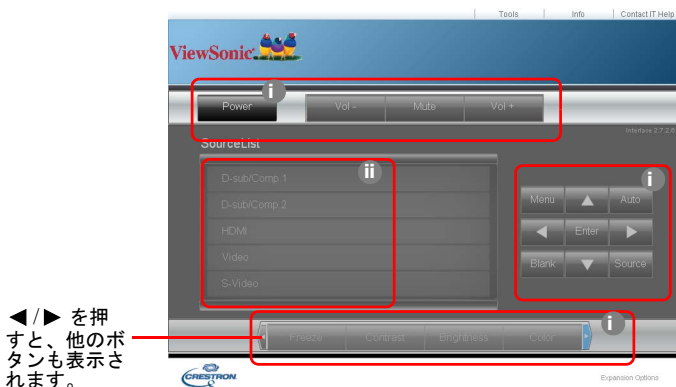 Tools Info Contact IT Help
ViewSonic
i
Power Vol - Mute Vol +
Interface 2.7.2.6
SourceList
ii
D-sub/Comp.1
D-sub/Comp.2
HDMI
Video
S-Video
i
Menu ▲ Auto
◀ Enter ▶
Blank ▼ Source
◀/▶ を押
すと、他のボ
タンも表示さ
れます。
i
Freeze Contrast Brightness Color
CRESTRON
Expansion Options